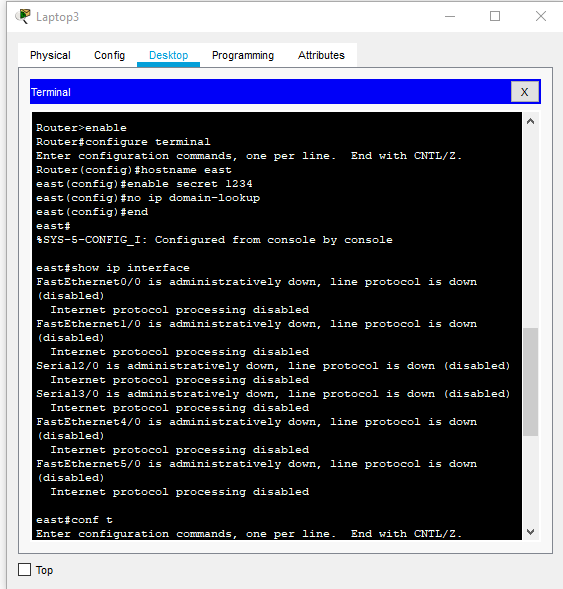 Laptop3
Physical Config Desktop Programming Attributes
Terminal
X
Router>enable
Router#configure terminal
Enter configuration commands, one per line.  End with CNTL/Z.
Router(config)#hostname east
east(config)#enable secret 1234
east(config)#no ip domain-lookup
east(config)#end
east#
%SYS-5-CONFIG_I: Configured from console by console
east#show ip interface
FastEthernet0/0 is administratively down, line protocol is down
(disabled)
  Internet protocol processing disabled
FastEthernet1/0 is administratively down, line protocol is down
(disabled)
  Internet protocol processing disabled
Serial2/0 is administratively down, line protocol is down (disabled)
  Internet protocol processing disabled
Serial3/0 is administratively down, line protocol is down (disabled)
  Internet protocol processing disabled
FastEthernet4/0 is administratively down, line protocol is down
(disabled)
  Internet protocol processing disabled
FastEthernet5/0 is administratively down, line protocol is down
(disabled)
  Internet protocol processing disabled
east#conf t
Enter configuration commands, one per line.  End with CNTL/Z.
Top